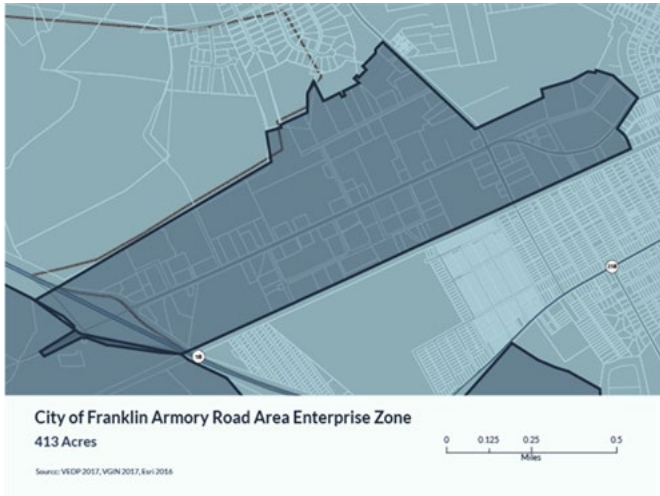 City of Franklin Armory Road Area Enterprise Zone
413 Acres
0 0.125 0.25 0.5
Miles
Source: VEDP 2017, VGIN 2017, Esri 2016